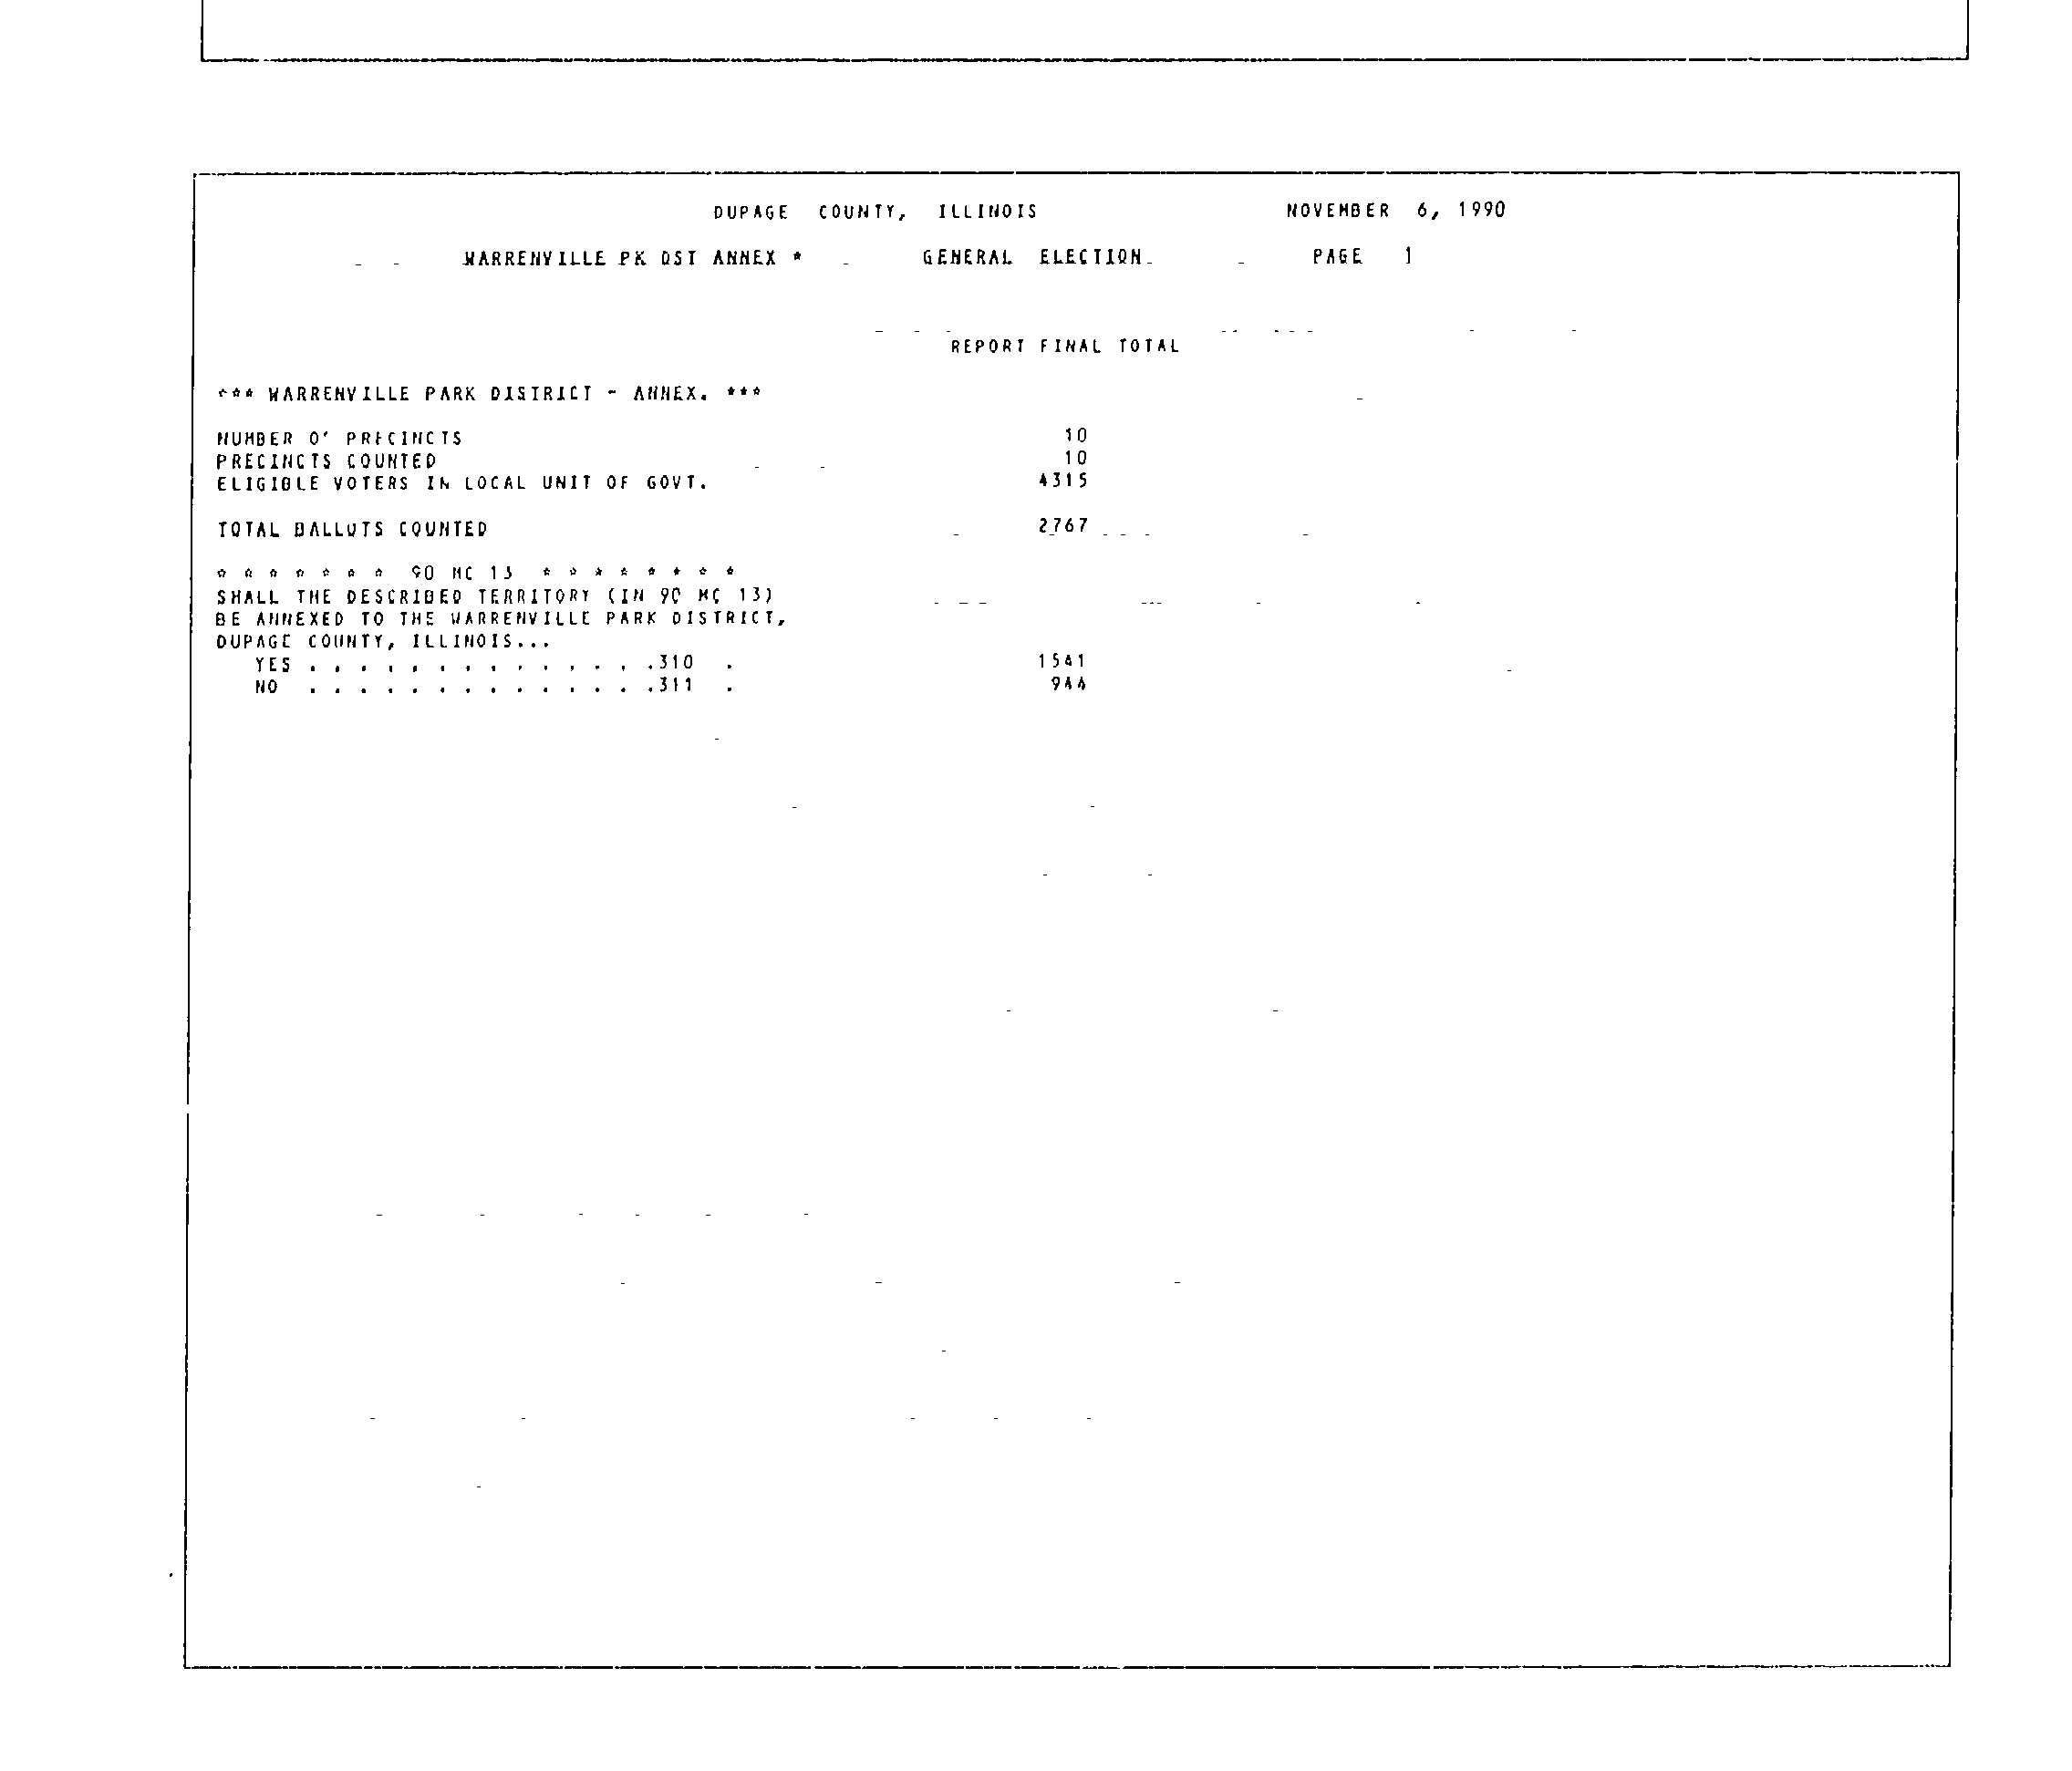 DUPAGE COUNTY, ILLINOIS NOVEMBER 6, 1990
WARRENVILLE PK DST ANNEX * GENERAL ELECTION PAGE 1
REPORT FINAL TOTAL
*** WARRENVILLE PARK DISTRICT - ANNEX. ***
NUMBER OF PRECINCTS 10
PRECINCTS COUNTED 10
ELIGIBLE VOTERS IN LOCAL UNIT OF GOVT. 4315
TOTAL BALLOTS COUNTED 2767
* * * * * * * 90 MC 13 * * * * * * * *
SHALL THE DESCRIBED TERRITORY (IN 90 MC 13)
BE ANNEXED TO THE WARRENVILLE PARK DISTRICT,
DUPAGE COUNTY, ILLINOIS...
YES . . . . . . . . . . . . . .310 . 1541
NO . . . . . . . . . . . . . .311 . 944